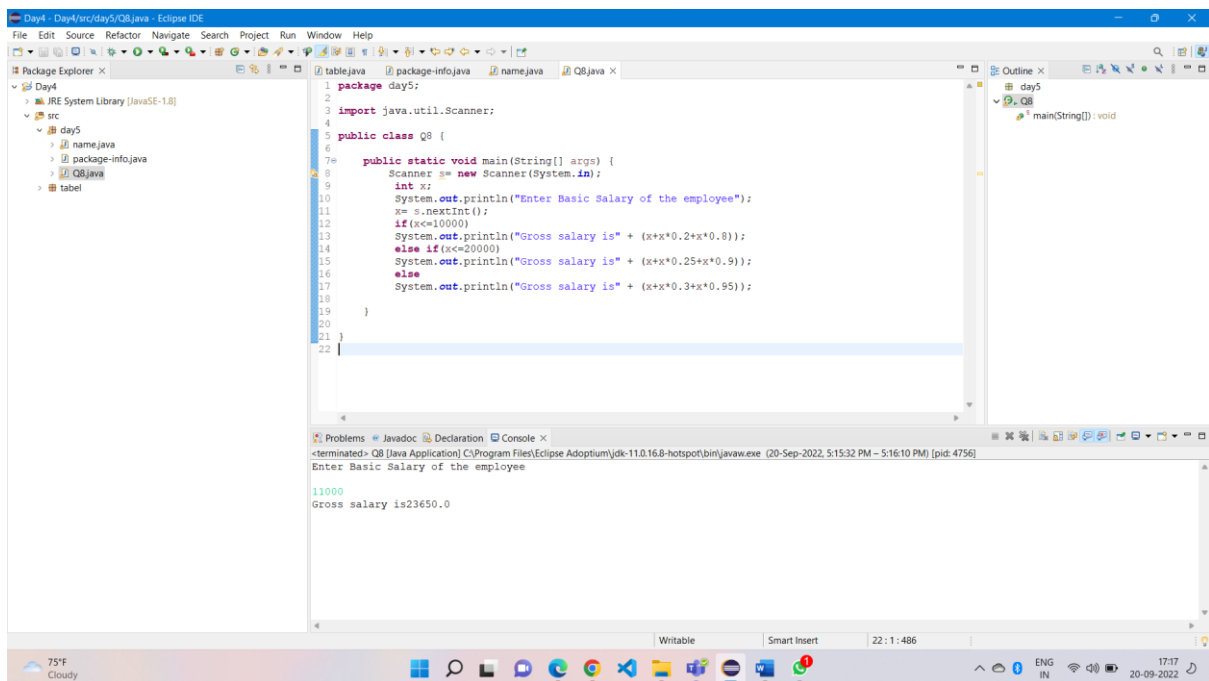 Day4 - Day4/src/day5/Q8.java - Eclipse IDE
File Edit Source Refactor Navigate Search Project Run Window Help
Package Explorer
Day4
JRE System Library [JavaSE-1.8]
src
day5
name.java
package-info.java
Q8.java
tabel
table.java package-info.java name.java Q8.java
1 package day5;
2
3 import java.util.Scanner;
4
5 public class Q8 {
6
7 public static void main(String[] args) {
8 Scanner s= new Scanner(System.in);
9 int x;
10 System.out.println("Enter Basic Salary of the employee");
11 x= s.nextInt();
12 if(x<=10000)
13 System.out.println("Gross salary is" + (x+x*0.2+x*0.8));
14 else if(x<=20000)
15 System.out.println("Gross salary is" + (x+x*0.25+x*0.9));
16 else
17 System.out.println("Gross salary is" + (x+x*0.3+x*0.95));
18
19 }
20
21 }
22
Outline
day5
Q8
main(String[]) : void
Problems Javadoc Declaration Console
<terminated> Q8 [Java Application] C:\Program Files\Eclipse Adoptium\jdk-11.0.16.8-hotspot\bin\javaw.exe (20-Sep-2022, 5:15:32 PM – 5:16:10 PM) [pid: 4756]
Enter Basic Salary of the employee
11000
Gross salary is23650.0
Writable Smart Insert 22 : 1 : 486
75°F
Cloudy
ENG
IN
17:17
20-09-2022